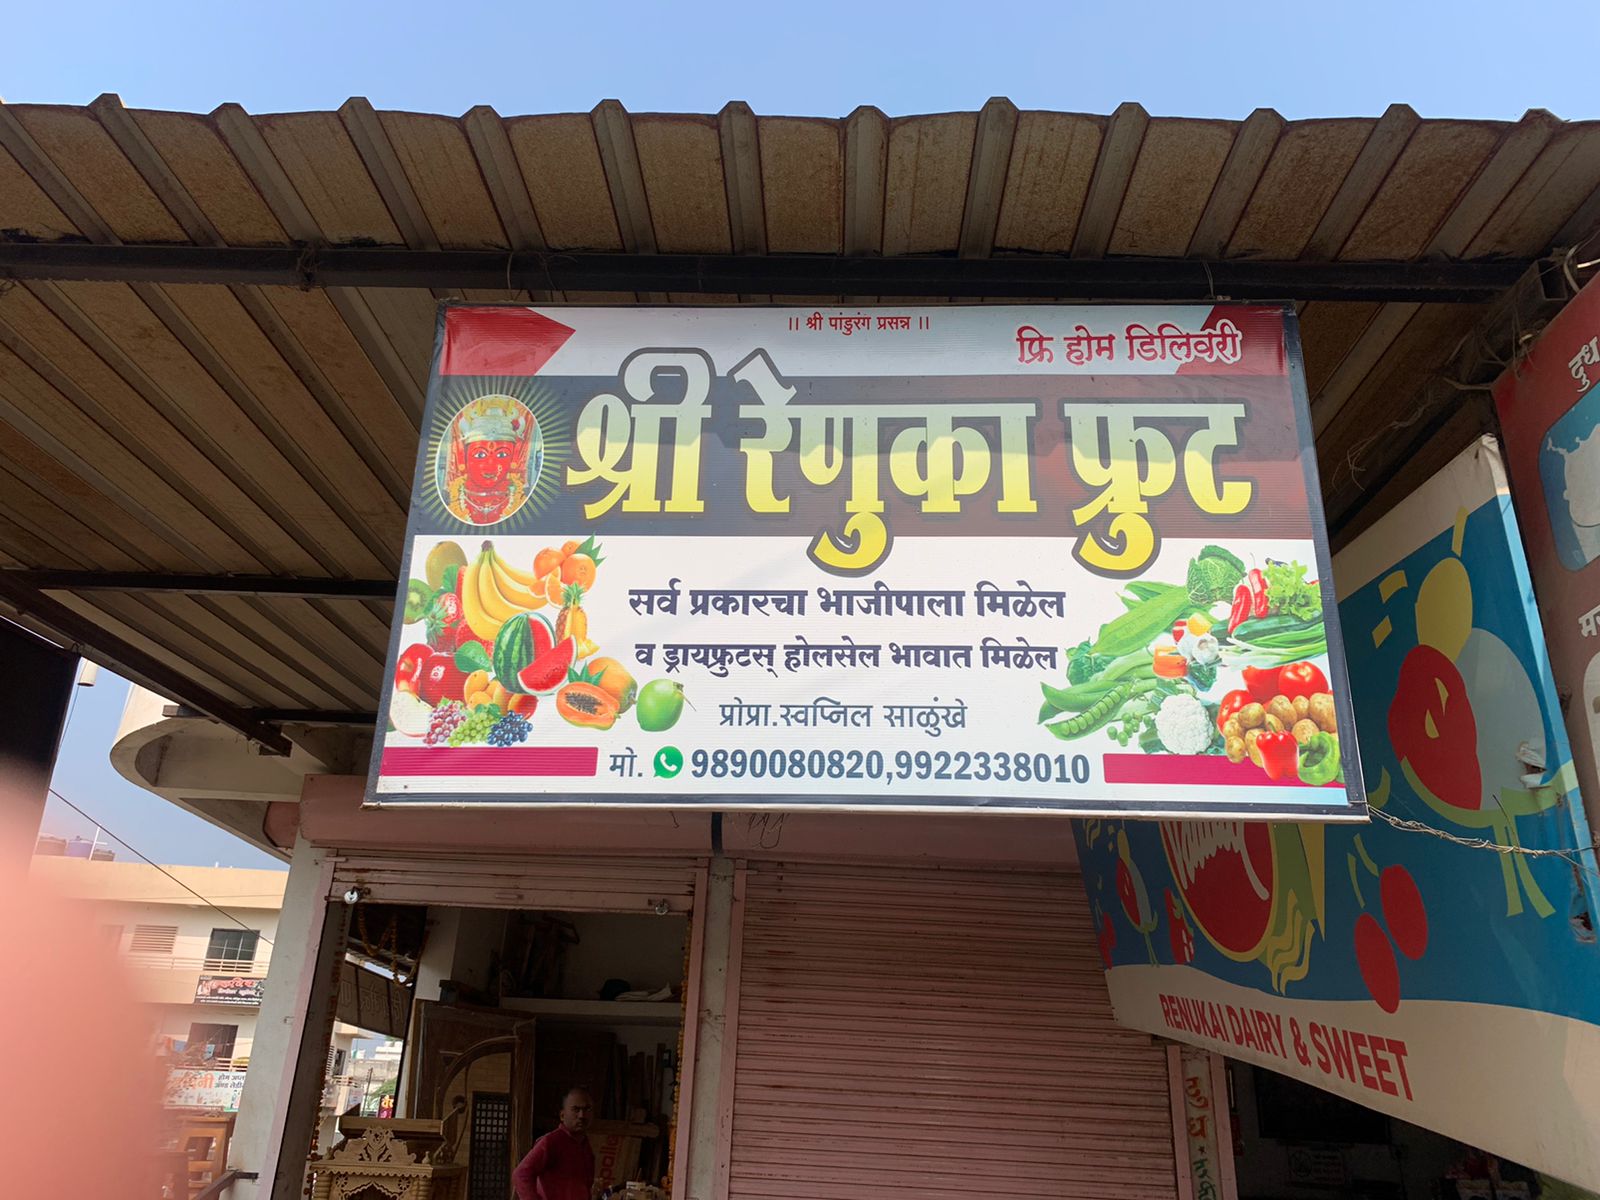 ।। श्री पांडुरंग प्रसन्न ।।
फ्रि होम डिलिवरी
श्री रेणुका फ्रुट
सर्व प्रकारचा भाजीपाला मिळेल
व ड्रायफ्रुटस् होलसेल भावात मिळेल
प्रोप्रा.स्वप्निल साळुंखे
मो. 9890080820,9922338010
RENUKAI DAIRY & SWEET
दुध